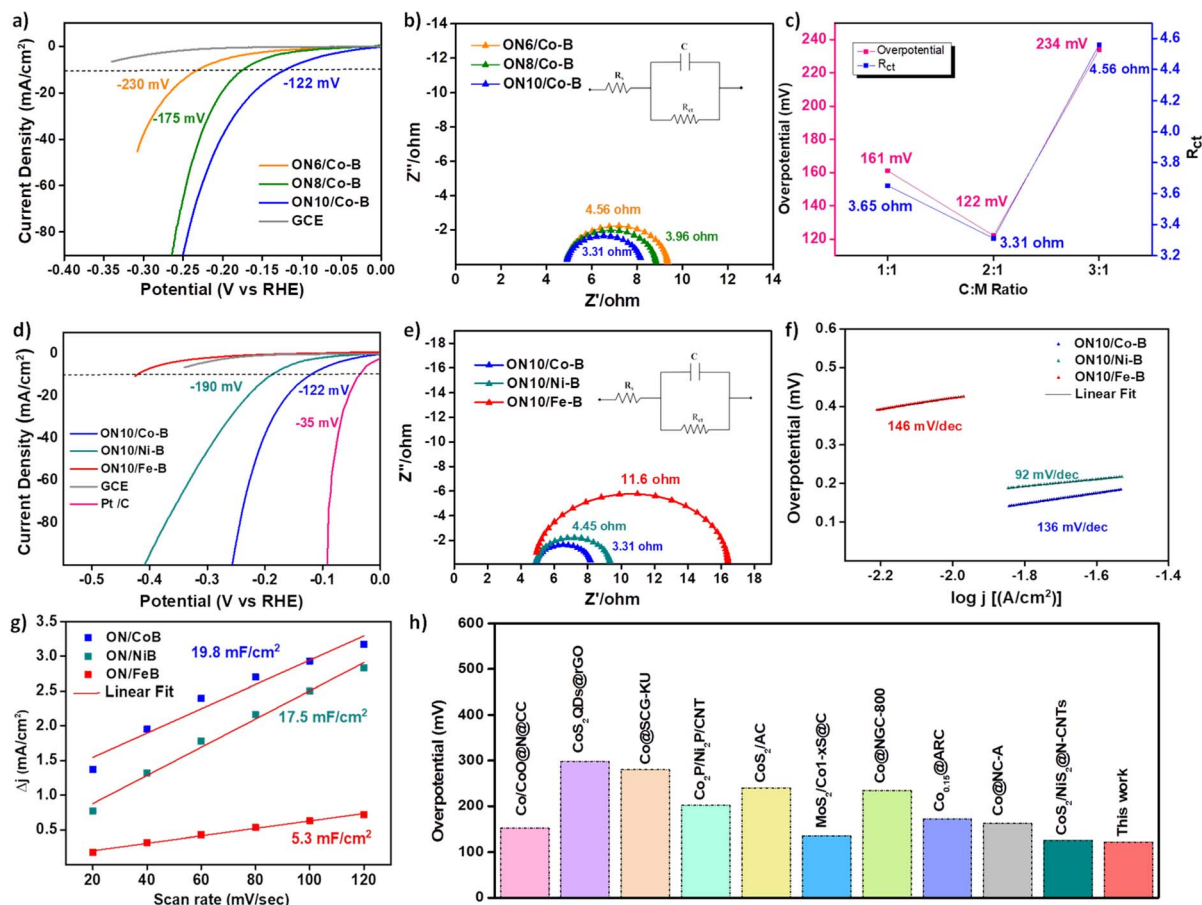 a)
0
-20
-40
-60
-80
Current Density (mA/cm²)
-230 mV
-175 mV
-122 mV
ON6/Co-B
ON8/Co-B
ON10/Co-B
GCE
-0.40 -0.35 -0.30 -0.25 -0.20 -0.15 -0.10 -0.05 0.00
Potential (V vs RHE)
b)
-14
-12
-10
-8
-6
-4
-2
Z''/ohm
ON6/Co-B
ON8/Co-B
ON10/Co-B
C
Rs
Rct
4.56 ohm
3.96 ohm
3.31 ohm
0 2 4 6 8 10 12 14
Z'/ohm
c)
240
220
200
180
160
140
120
Overpotential (mV)
Overpotential
Rct
161 mV
3.65 ohm
122 mV
3.31 ohm
234 mV
4.56 ohm
4.6
4.4
4.2
4.0
3.8
3.6
3.4
3.2
Rct
1:1 2:1 3:1
C:M Ratio
d)
0
-20
-40
-60
-80
Current Density (mA/cm²)
-190 mV
-122 mV
-35 mV
ON10/Co-B
ON10/Ni-B
ON10/Fe-B
GCE
Pt /C
-0.5 -0.4 -0.3 -0.2 -0.1 0.0
Potential (V vs RHE)
e)
-18
-16
-14
-12
-10
-8
-6
-4
-2
Z''/ohm
ON10/Co-B
ON10/Ni-B
ON10/Fe-B
C
Rs
Rct
11.6 ohm
4.45 ohm
3.31 ohm
0 2 4 6 8 10 12 14 16 18
Z'/ohm
f)
0.6
0.4
0.3
0.1
Overpotential (mV)
ON10/Co-B
ON10/Ni-B
ON10/Fe-B
Linear Fit
146 mV/dec
92 mV/dec
136 mV/dec
-2.2 -2.0 -1.9 -1.7 -1.6 -1.4
log j [(A/cm²)]
g)
3.5
3.0
2.5
2.0
1.5
1.0
0.5
Δj (mA/cm²)
ON/CoB
ON/NiB
ON/FeB
Linear Fit
19.8 mF/cm²
17.5 mF/cm²
5.3 mF/cm²
20 40 60 80 100 120
Scan rate (mV/sec)
h)
600
500
400
300
200
100
0
Overpotential (mV)
Co/CoO@N@CC
CoS₂QDs@rGO
Co@SCG-KU
Co₂P/Ni₂P/CNT
CoS₂/AC
MoS₂/Co1-xS@C
Co@NGC-800
Co₀.₁₅@ARC
Co@NC-A
CoS₂/NiS₂@N-CNTs
This work